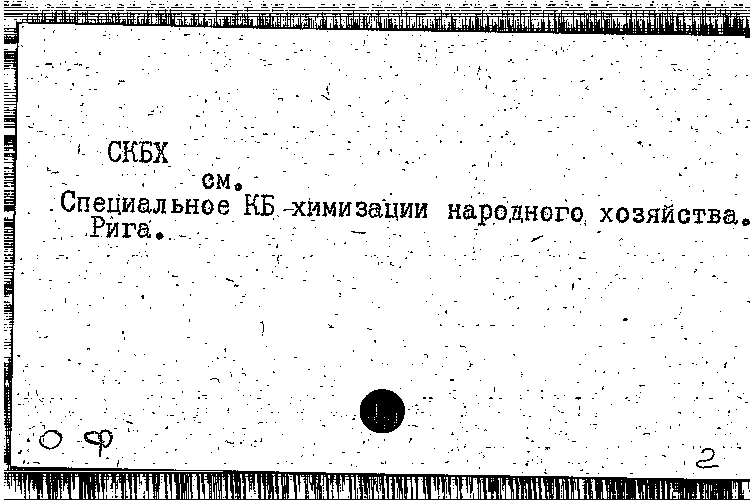 СКБХ
см.
Специальное КБ химизации народного хозяйства.
Рига.
О Ф
2